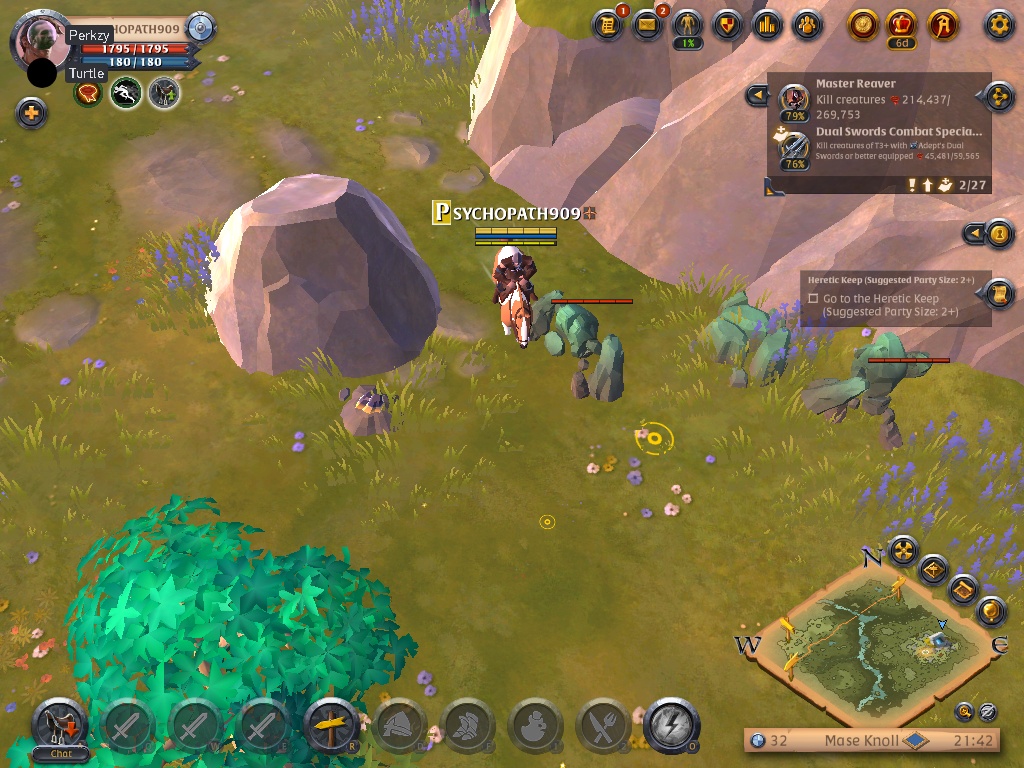 Perkzy
HOPATH909
1795 / 1795
180 / 180
Turtle
1
2
1%
6d
Master Reaver
Kill creatures 214,437/
269,753
79%
Dual Swords Combat Specia...
Kill creatures of T3+ with Adept's Dual
Swords or better equipped 45,481/59,565
76%
2/27
PSYCHOPATH909
Heretic Keep (Suggested Party Size: 2+)
Go to the Heretic Keep
(Suggested Party Size: 2+)
N
W
E
R
O
Chat
32 Mase Knoll 21:42